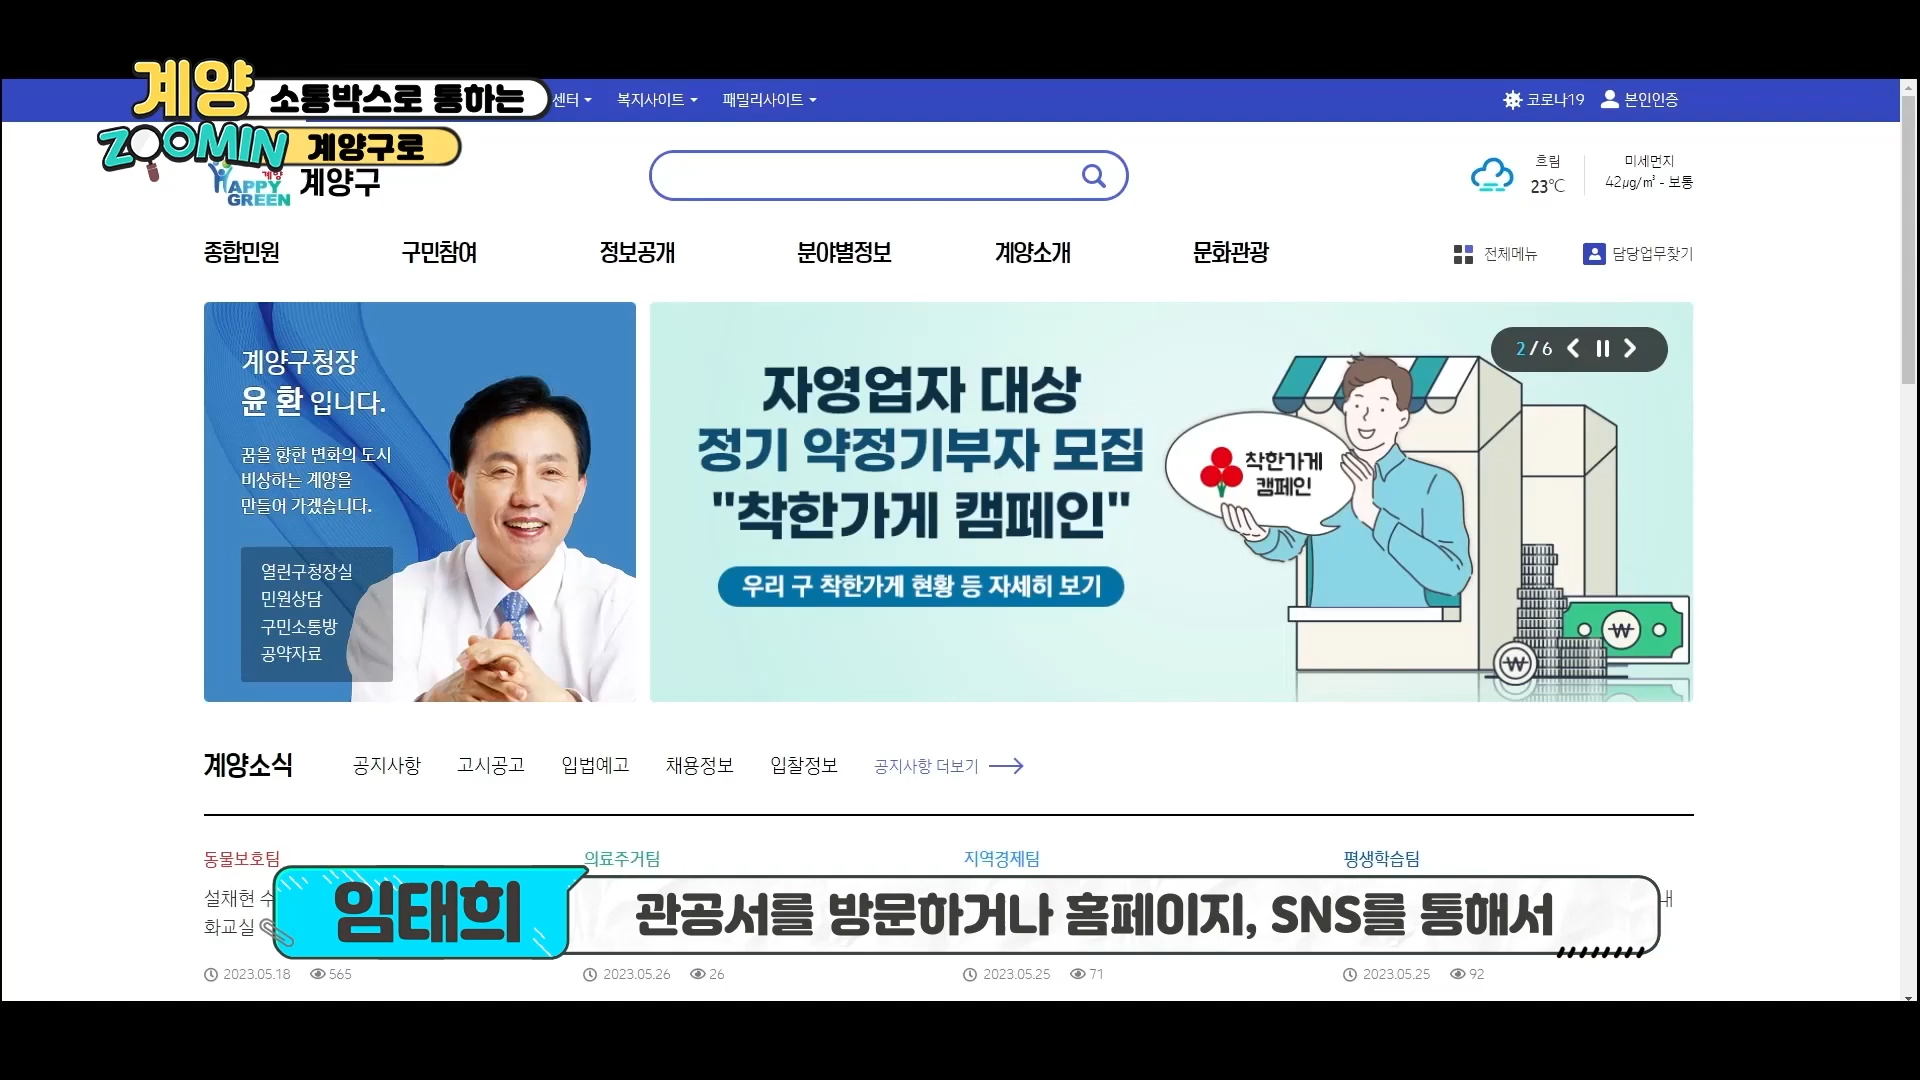 계양 소통박스로 통하는
ZOOMIN 계양구로
센터 복지사이트 패밀리사이트 코로나19 본인인증
계양
HAPPY
GREEN 계양구
흐림
23℃
미세먼지
42㎍/㎥ - 보통
종합민원 구민참여 정보공개 분야별정보 계양소개 문화관광 전체메뉴 담당업무찾기
계양구청장
윤 환 입니다.
꿈을 향한 변화의 도시
비상하는 계양을
만들어 가겠습니다.
열린구청장실
민원상담
구민소통방
공약자료
2 / 6
자영업자 대상
정기 약정기부자 모집
"착한가게 캠페인"
우리 구 착한가게 현황 등 자세히 보기
착한가게
캠페인
계양소식 공지사항 고시공고 입법예고 채용정보 입찰정보 공지사항 더보기
동물보호팀 의료주거팀 지역경제팀 평생학습팀
설채현 수
화교실
내
임태희 관공서를 방문하거나 홈페이지, SNS를 통해서
2023.05.18 565 2023.05.26 26 2023.05.25 71 2023.05.25 92